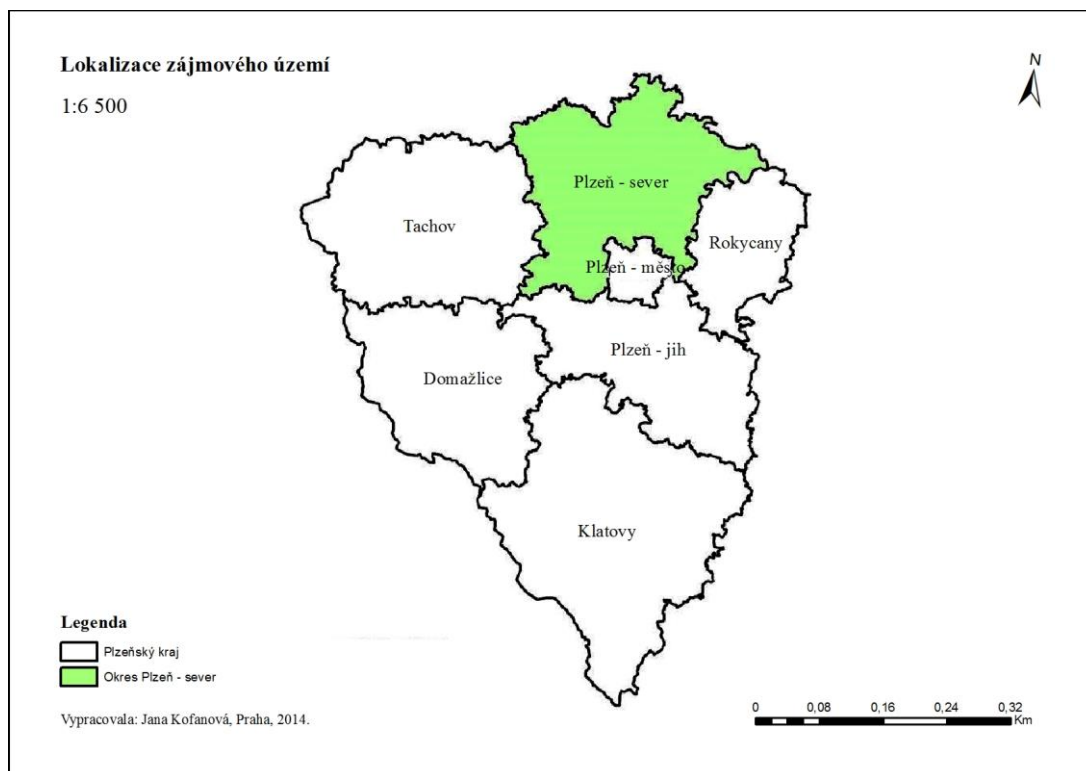 Lokalizace zájmového území
1:6 500
N
Plzeň - sever
Tachov
Rokycany
Plzeň - město
Plzeň - jih
Domažlice
Klatovy
Legenda
Plzeňský kraj
Okres Plzeň - sever
Vypracovala: Jana Kofanová, Praha, 2014.
0 0,08 0,16 0,24 0,32
Km